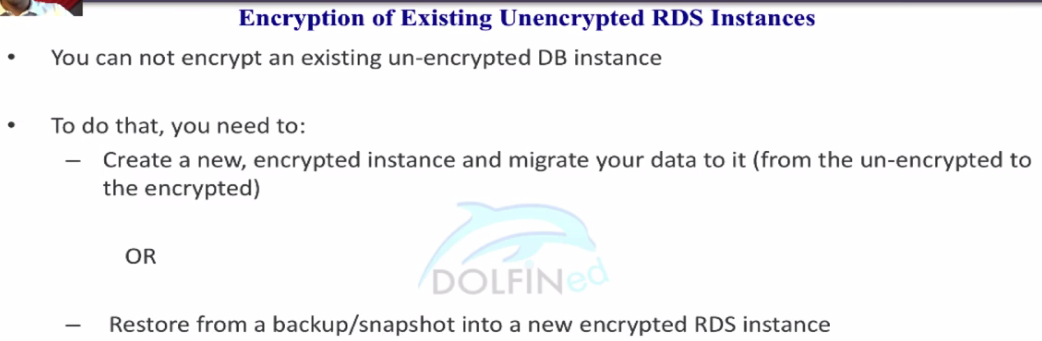 Encryption of Existing Unencrypted RDS Instances
• You can not encrypt an existing un-encrypted DB instance
• To do that, you need to:
– Create a new, encrypted instance and migrate your data to it (from the un-encrypted to
the encrypted)
OR
DOLFINed
– Restore from a backup/snapshot into a new encrypted RDS instance